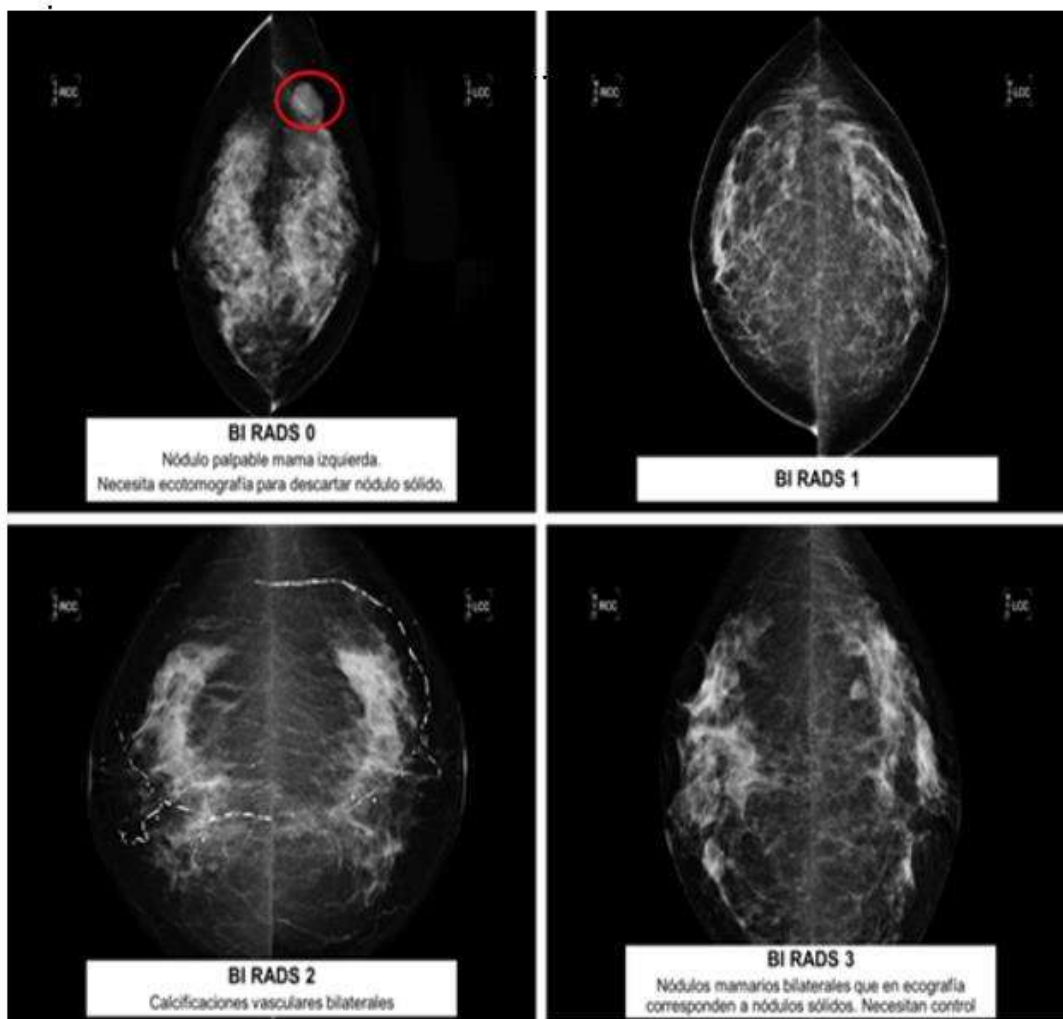 RCC
LCC
BI RADS 0
Nódulo palpable mama izquierda.
Necesita ecotomografía para descartar nódulo sólido.
RCC
LCC
BI RADS 1
RCC
LCC
BI RADS 2
Calcificaciones vasculares bilaterales
RCC
LCC
BI RADS 3
Nódulos mamarios bilaterales que en ecografía
corresponden a nódulos sólidos. Necesitan control